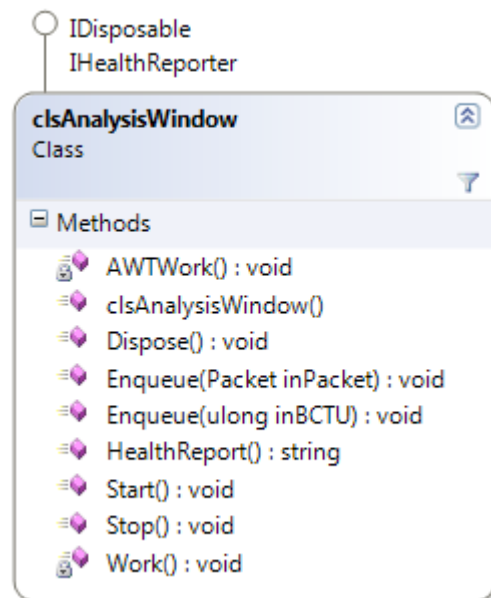 IDisposable
IHealthReporter
clsAnalysisWindow
Class
Methods
AWTWork() : void
clsAnalysisWindow()
Dispose() : void
Enqueue(Packet inPacket) : void
Enqueue(ulong inBCTU) : void
HealthReport() : string
Start() : void
Stop() : void
Work() : void